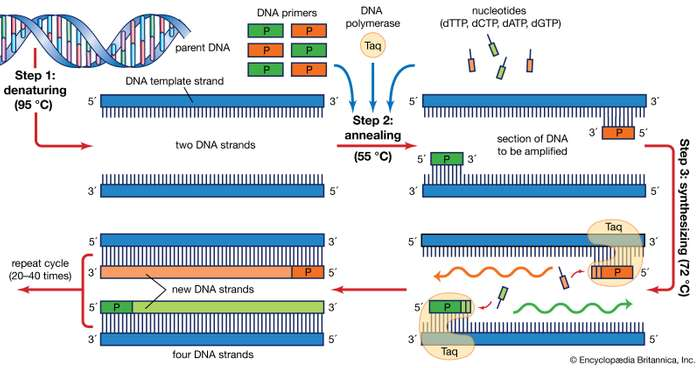 DNA primers
DNA
polymerase
nucleotides
(dTTP, dCTP, dATP, dGTP)
parent DNA
P P
P P
P P
Taq
Step 1:
denaturing
(95 °C)
DNA template strand
5′ 3′
two DNA strands
3′ 5′
Step 2:
annealing
(55 °C)
5′ 3′
3′ P 5′
section of DNA
to be amplified
5′ P 3′
3′ 5′
Step 3: synthesizing (72 °C)
5′ 3′
Taq
3′ P 5′
5′ P 3′
3′ 5′
Taq
repeat cycle
(20–40 times)
5′ 3′
3′ P 5′
new DNA strands
5′ P 3′
3′ 5′
four DNA strands
© Encyclopædia Britannica, Inc.